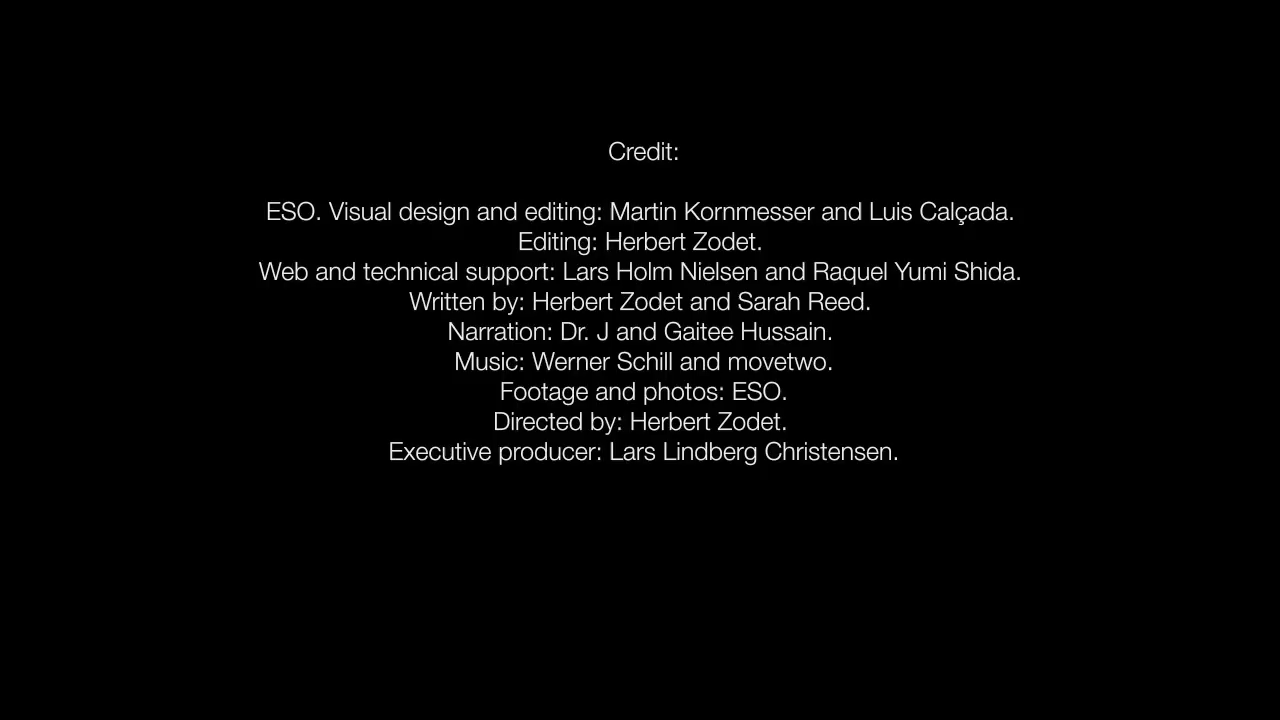 Credit:
ESO. Visual design and editing: Martin Kornmesser and Luis Calçada.
Editing: Herbert Zodet.
Web and technical support: Lars Holm Nielsen and Raquel Yumi Shida.
Written by: Herbert Zodet and Sarah Reed.
Narration: Dr. J and Gaitee Hussain.
Music: Werner Schill and movetwo.
Footage and photos: ESO.
Directed by: Herbert Zodet.
Executive producer: Lars Lindberg Christensen.